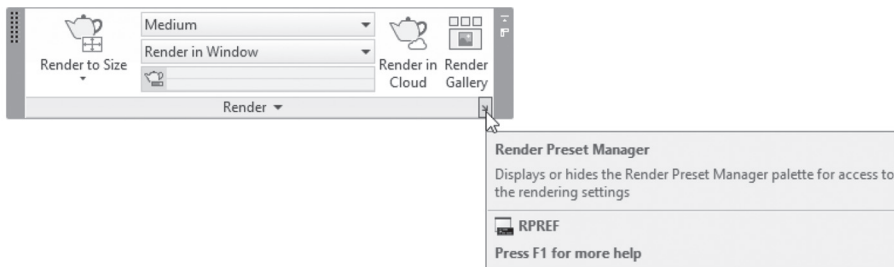 Medium
Render in Window
Render to Size
Render in
Cloud
Render
Gallery
Render
Render Preset Manager
Displays or hides the Render Preset Manager palette for access to
the rendering settings
RPREF
Press F1 for more help